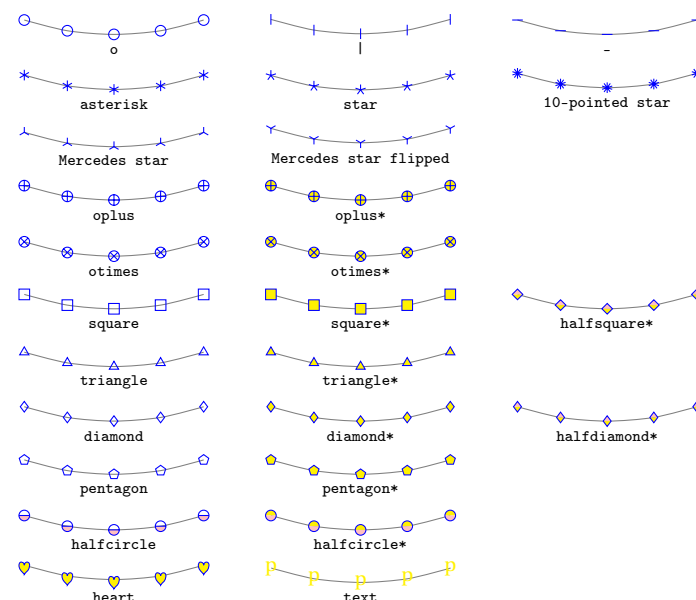 o | -
asterisk star 10-pointed star
Mercedes star Mercedes star flipped
oplus oplus*
otimes otimes*
square square* halfsquare*
triangle triangle*
diamond diamond* halfdiamond*
pentagon pentagon*
halfcircle halfcircle*
p p p p p
heart text